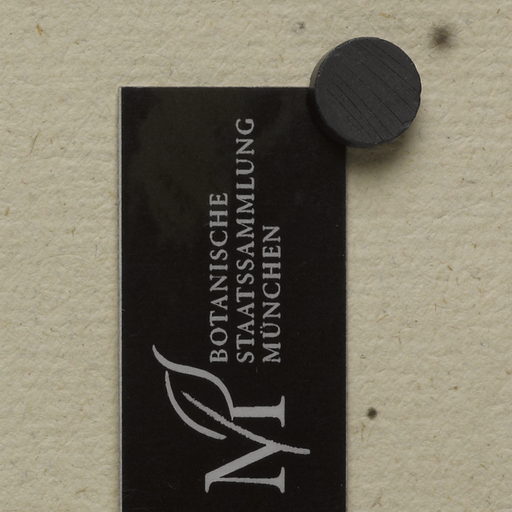 BOTANISCHE
STAATSSAMMLUNG
MÜNCHEN
M